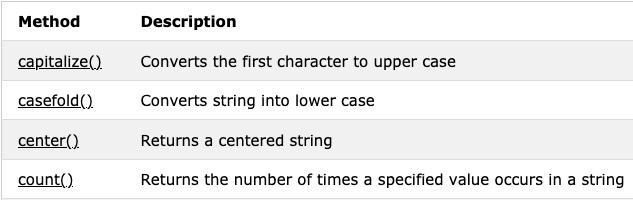 Method Description
capitalize() Converts the first character to upper case
casefold() Converts string into lower case
center() Returns a centered string
count() Returns the number of times a specified value occurs in a string